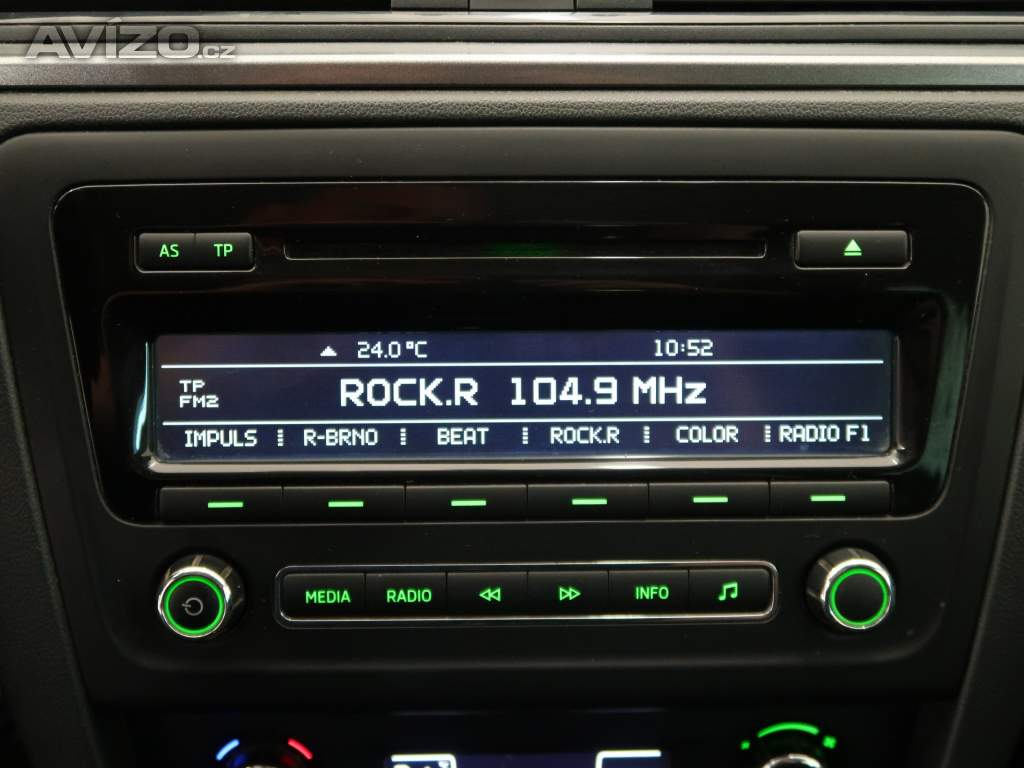 AVÍZO.cz
AS TP
24.0 °C 10:52
TP
FM2
ROCK.R 104.9 MHz
IMPULS R-BRNO BEAT ROCK.R COLOR RADIO F1
MEDIA RADIO INFO